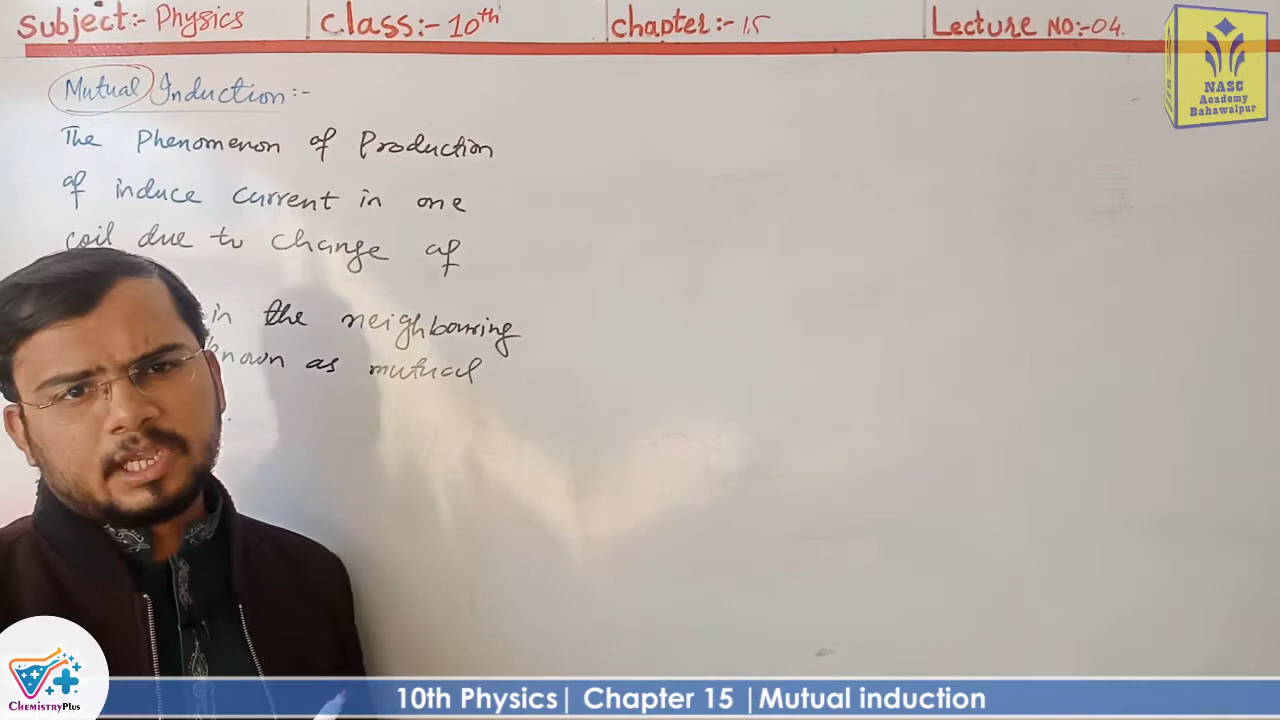 Subject:- Physics
Class:- 10th
Chapter:- 15
Lecture NO:-04.
NASC
Academy
Bahawalpur
Mutual Induction:-
The Phenomenon of Production
of induce current in one
coil due to change of
in the neighbouring
known as mutual
ChemistryPlus
10th Physics| Chapter 15 |Mutual induction